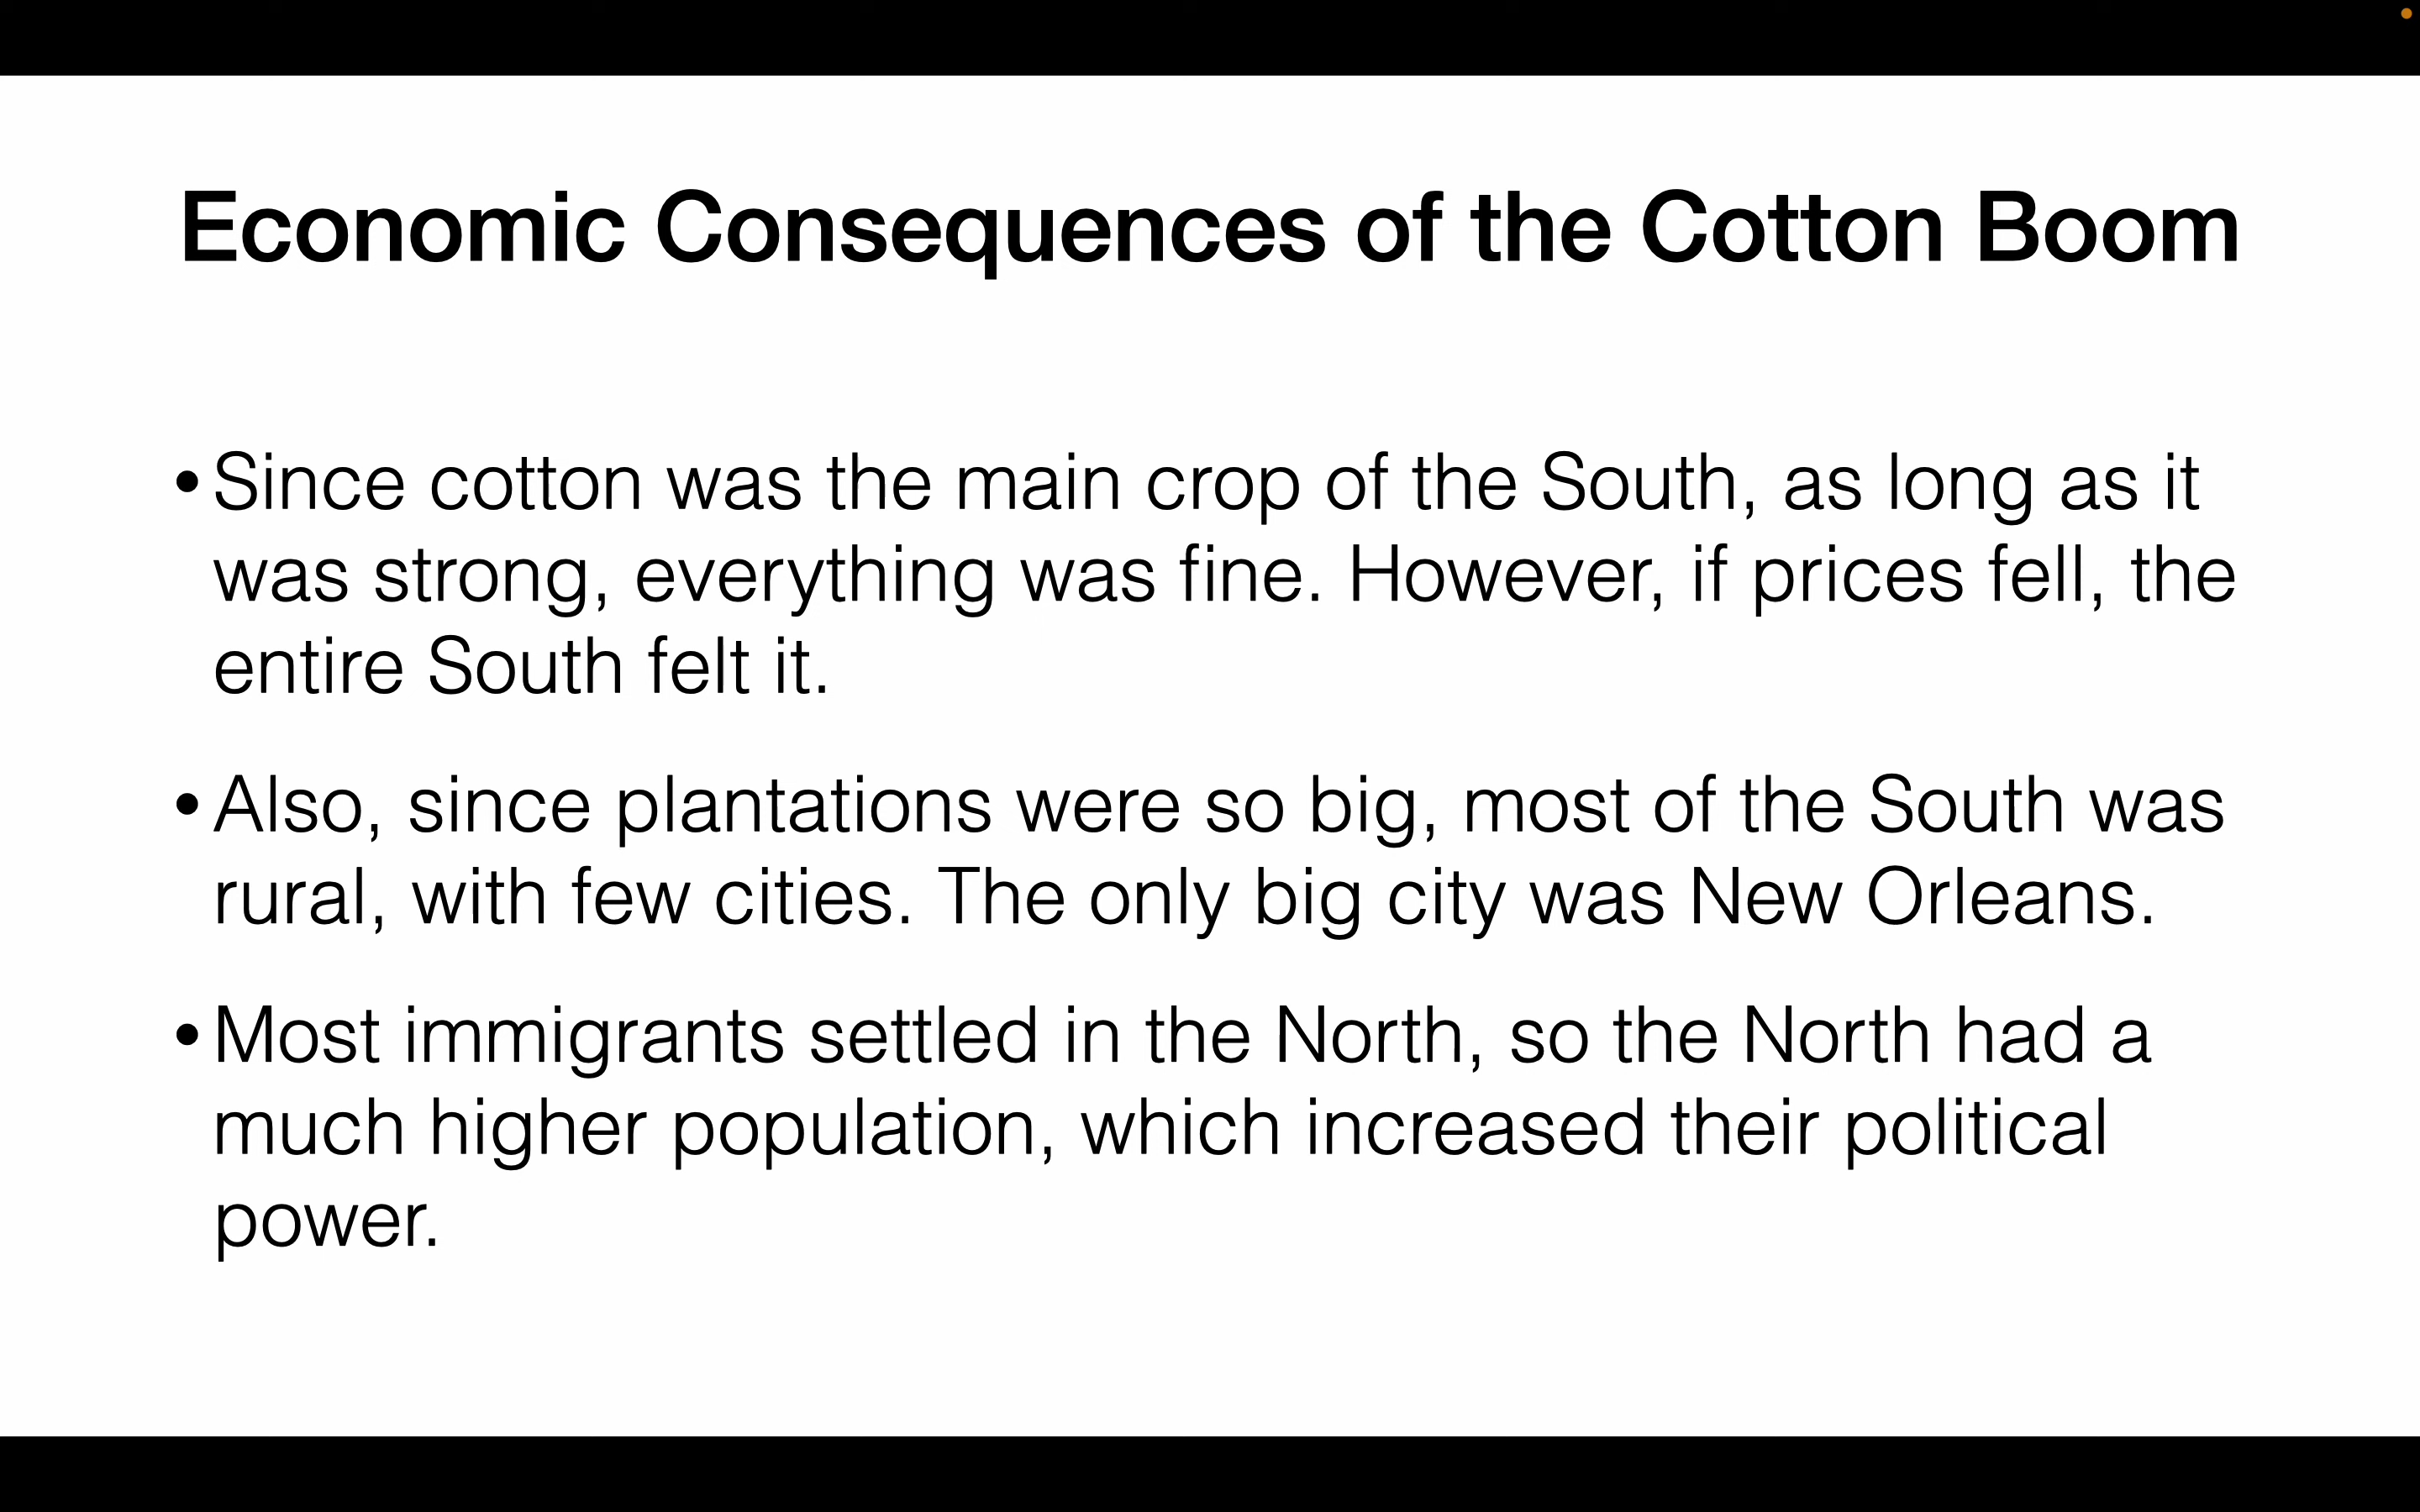 Economic Consequences of the Cotton Boom
• Since cotton was the main crop of the South, as long as it
was strong, everything was fine. However, if prices fell, the
entire South felt it.
• Also, since plantations were so big, most of the South was
rural, with few cities. The only big city was New Orleans.
• Most immigrants settled in the North, so the North had a
much higher population, which increased their political
power.